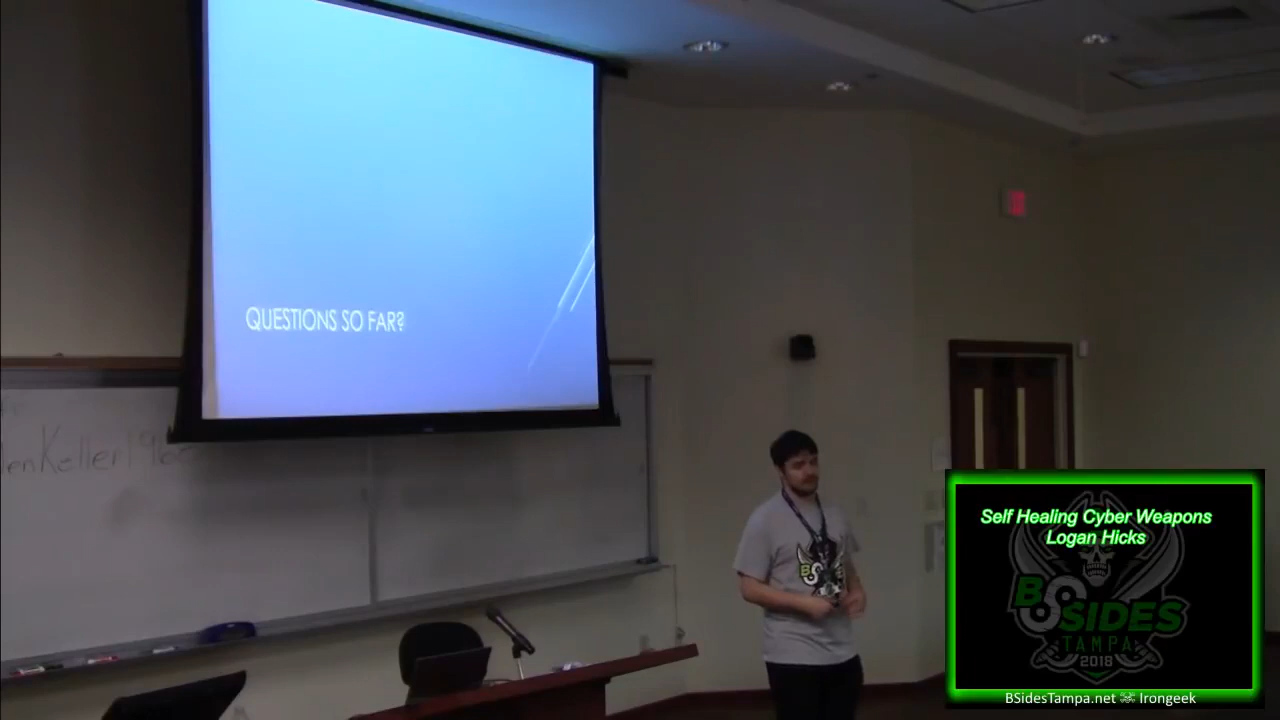 QUESTIONS SO FAR?
Self Healing Cyber Weapons
Logan Hicks
BSIDES
TAMPA
2018
BSidesTampa.net Irongeek